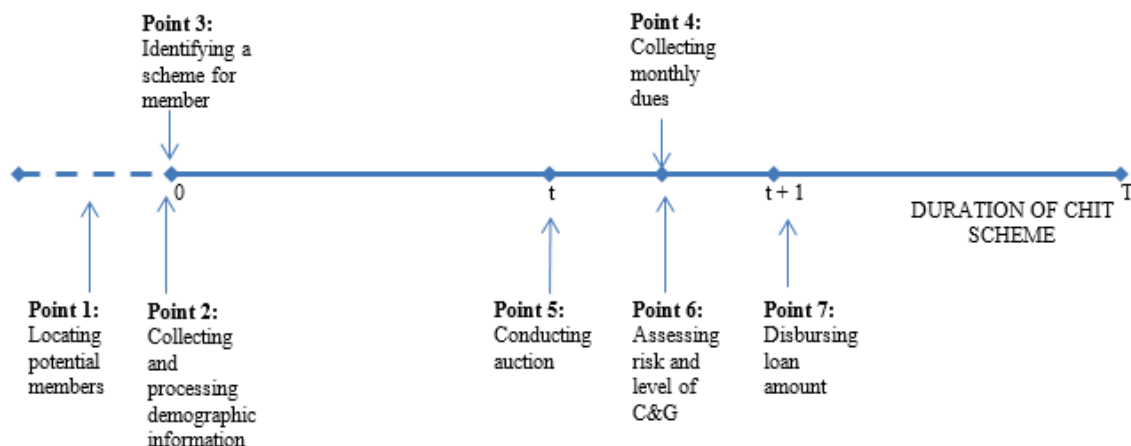 Point 3:
Identifying a
scheme for
member
Point 4:
Collecting
monthly
dues
0
t
t + 1
T
DURATION OF CHIT
SCHEME
Point 1:
Locating
potential
members
Point 2:
Collecting
and
processing
demographic
information
Point 5:
Conducting
auction
Point 6:
Assessing
risk and
level of
C&G
Point 7:
Disbursing
loan
amount